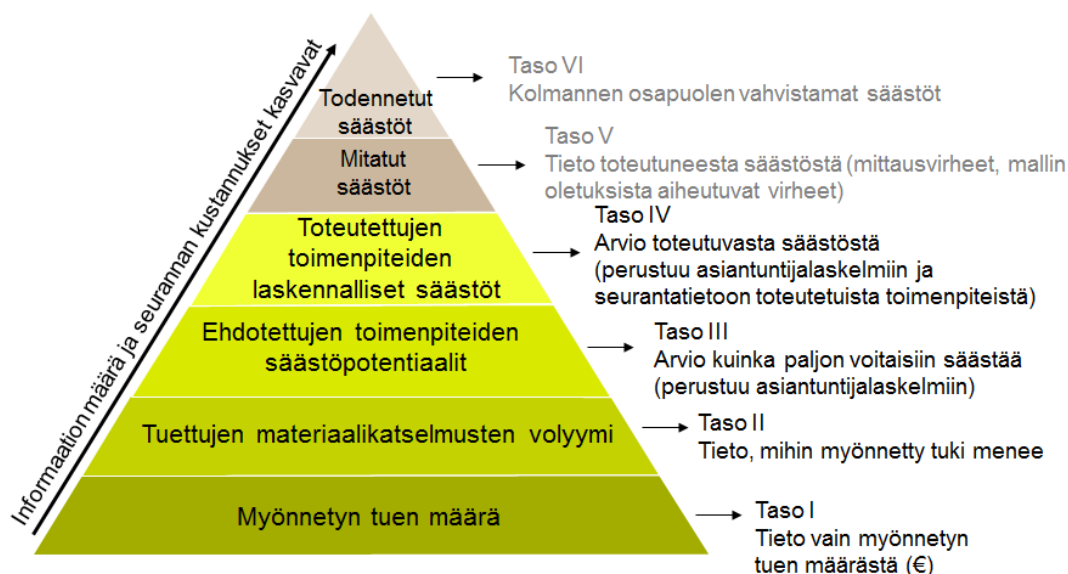 Informaation määrä ja seurannan kustannukset kasvavat
Todennetut
säästöt
Taso VI
Kolmannen osapuolen vahvistamat säästöt
Mitatut
säästöt
Taso V
Tieto toteutuneesta säästöstä (mittausvirheet, mallin
oletuksista aiheutuvat virheet)
Toteutettujen
toimenpiteiden
laskennalliset säästöt
Taso IV
Arvio toteutuvasta säästöstä
(perustuu asiantuntijalaskelmiin ja
seurantatietoon toteutetuista toimenpiteistä)
Ehdotettujen toimenpiteiden
säästöpotentiaalit
Taso III
Arvio kuinka paljon voitaisiin säästää
(perustuu asiantuntijalaskelmiin)
Tuettujen materiaalikatselmusten volyymi
Taso II
Tieto, mihin myönnetty tuki menee
Myönnetyn tuen määrä
Taso I
Tieto vain myönnetyn
tuen määrästä (€)